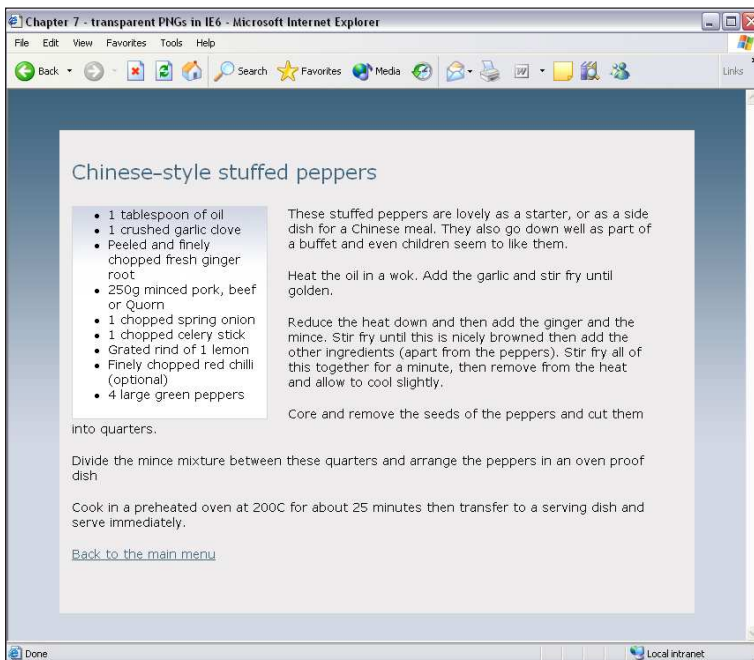 Chapter 7 - transparent PNGs in IE6 - Microsoft Internet Explorer
File Edit View Favorites Tools Help
Back Search Favorites Media Links
Chinese-style stuffed peppers
1 tablespoon of oil
1 crushed garlic clove
Peeled and finely
chopped fresh ginger
root
250g minced pork, beef
or Quorn
1 chopped spring onion
1 chopped celery stick
Grated rind of 1 lemon
Finely chopped red chilli
(optional)
4 large green peppers
These stuffed peppers are lovely as a starter, or as a side
dish for a Chinese meal. They also go down well as part of
a buffet and even children seem to like them.
Heat the oil in a wok. Add the garlic and stir fry until
golden.
Reduce the heat down and then add the ginger and the
mince. Stir fry until this is nicely browned then add the
other ingredients (apart from the peppers). Stir fry all of
this together for a minute, then remove from the heat
and allow to cool slightly.
Core and remove the seeds of the peppers and cut them
into quarters.
Divide the mince mixture between these quarters and arrange the peppers in an oven proof
dish
Cook in a preheated oven at 200C for about 25 minutes then transfer to a serving dish and
serve immediately.
Back to the main menu
Done Local intranet